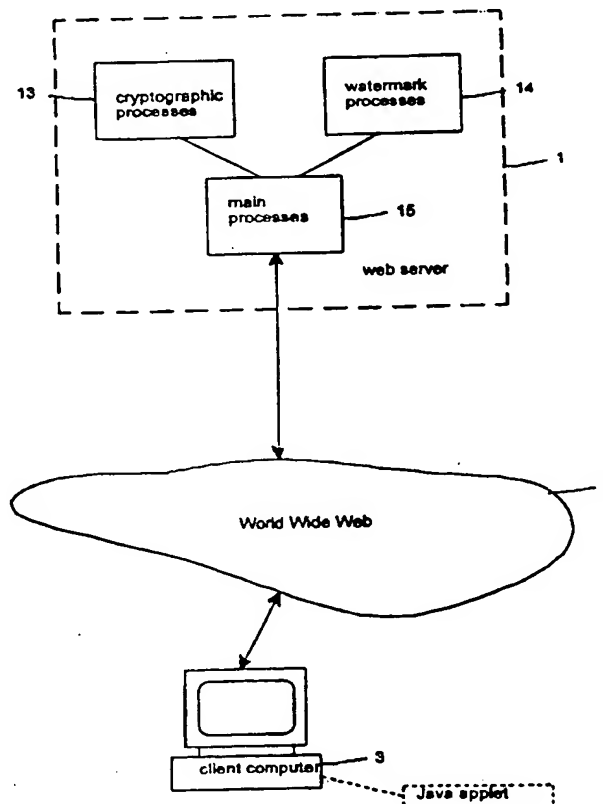 13
cryptographic
processes
watermark
processes
14
1
main
processes
15
web server
World Wide Web
client computer
3
Java applet